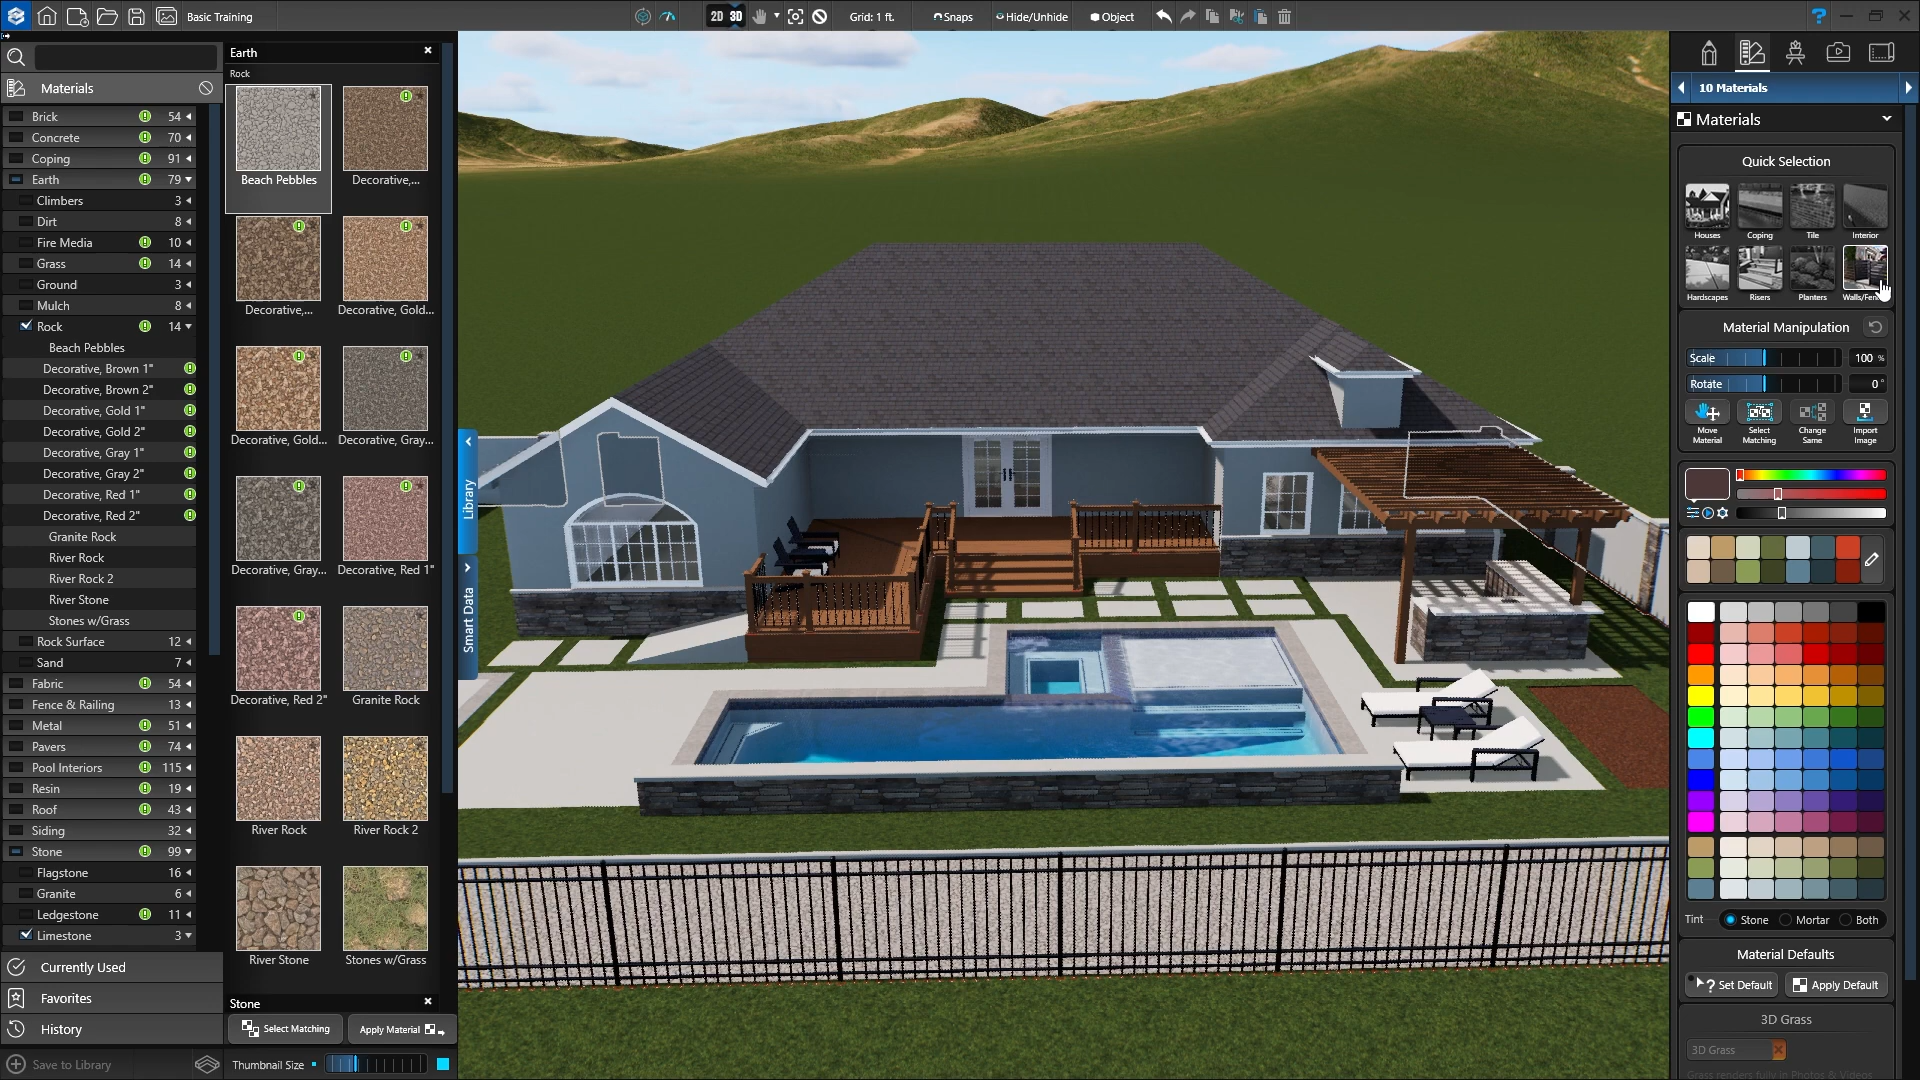 Basic Training
2D 3D
Grid: 1 ft.
Snaps
Hide/Unhide
Object
?
Materials
Brick 54
Concrete 70
Coping 91
Earth 79
Climbers 3
Dirt 8
Fire Media 10
Grass 14
Ground 3
Mulch 8
Rock 14
Beach Pebbles
Decorative, Brown 1"
Decorative, Brown 2"
Decorative, Gold 1"
Decorative, Gold 2"
Decorative, Gray 1"
Decorative, Gray 2"
Decorative, Red 1"
Decorative, Red 2"
Granite Rock
River Rock
River Rock 2
River Stone
Stones w/Grass
Rock Surface 12
Sand 7
Fabric 54
Fence & Railing 13
Metal 51
Pavers 74
Pool Interiors 115
Resin 19
Roof 43
Siding 32
Stone 99
Flagstone 16
Granite 6
Ledgestone 11
Limestone 3
Currently Used
Favorites
History
Save to Library
Earth
Rock
Beach Pebbles
Decorative,...
Decorative,...
Decorative, Gold...
Decorative, Gold...
Decorative, Gray...
Decorative, Gray...
Decorative, Red 1"
Decorative, Red 2"
Granite Rock
River Rock
River Rock 2
River Stone
Stones w/Grass
Stone
Select Matching
Apply Material
Thumbnail Size
Library
Smart Data
10 Materials
Materials
Quick Selection
Houses
Coping
Tile
Interior
Hardscapes
Risers
Planters
Walls/Fen
Material Manipulation
Scale 100 %
Rotate 0°
Move Material
Select Matching
Change Same
Import Image
Tint Stone Mortar Both
Material Defaults
? Set Default
Apply Default
3D Grass
3D Grass
Grass renders fully in Photos & Videos